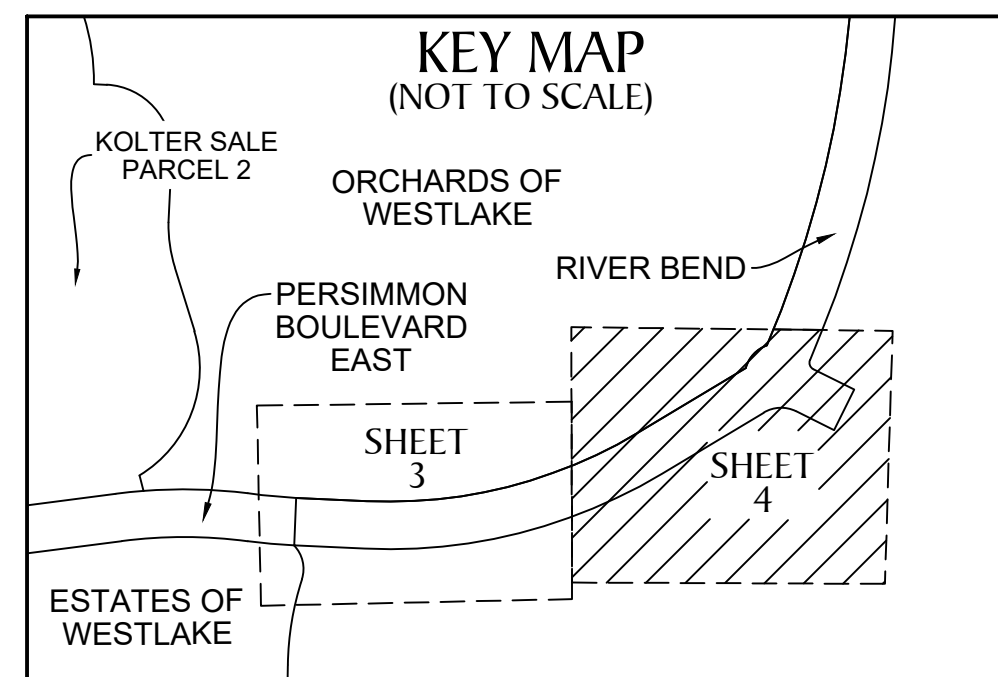 KEY MAP
(NOT TO SCALE)
KOLTER SALE
PARCEL 2
ORCHARDS OF
WESTLAKE
RIVER BEND
PERSIMMON
BOULEVARD
EAST
SHEET
3
SHEET
4
ESTATES OF
WESTLAKE